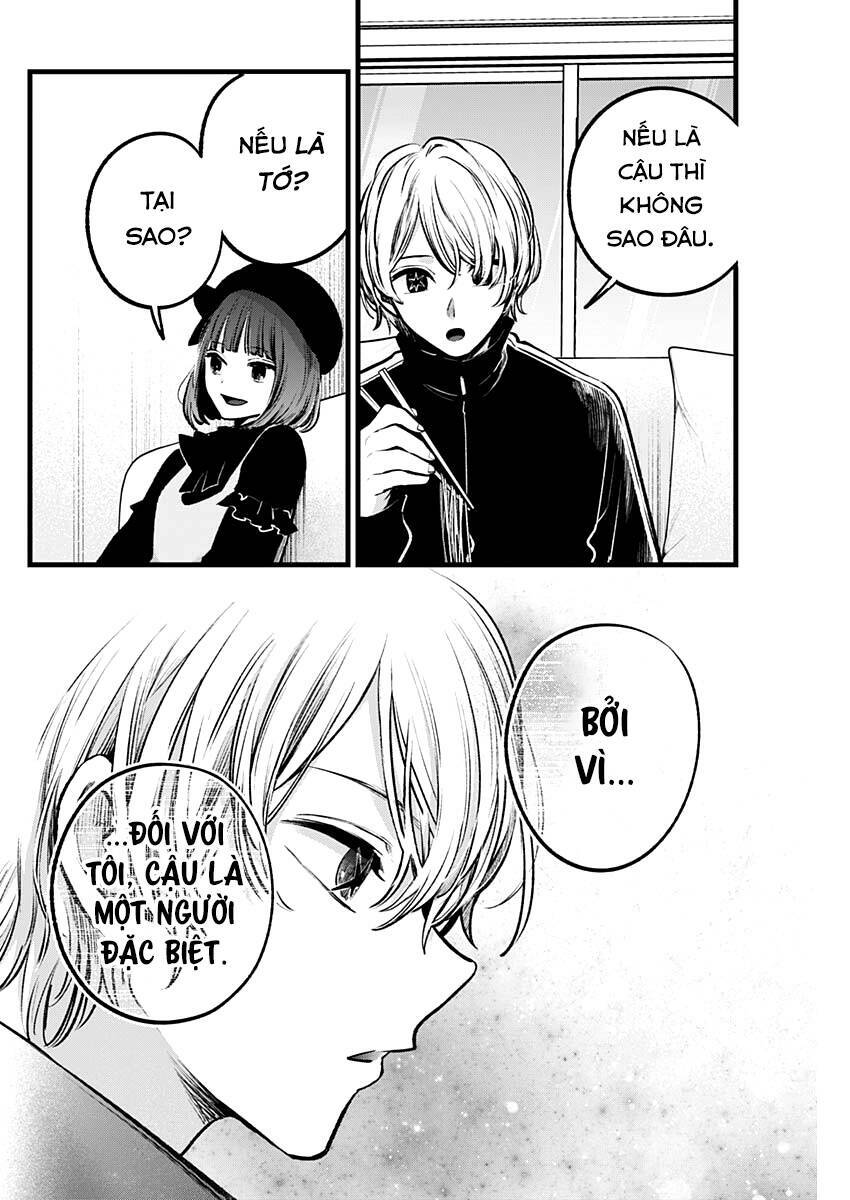 NẾU LÀ
CẬU THÌ
KHÔNG
SAO ĐÂU.
NẾU LÀ
TỚ?
TẠI
SAO?
BỞI
VÌ...
...ĐỐI VỚI
TÔI, CẬU LÀ
MỘT NGƯỜI
ĐẶC BIỆT.